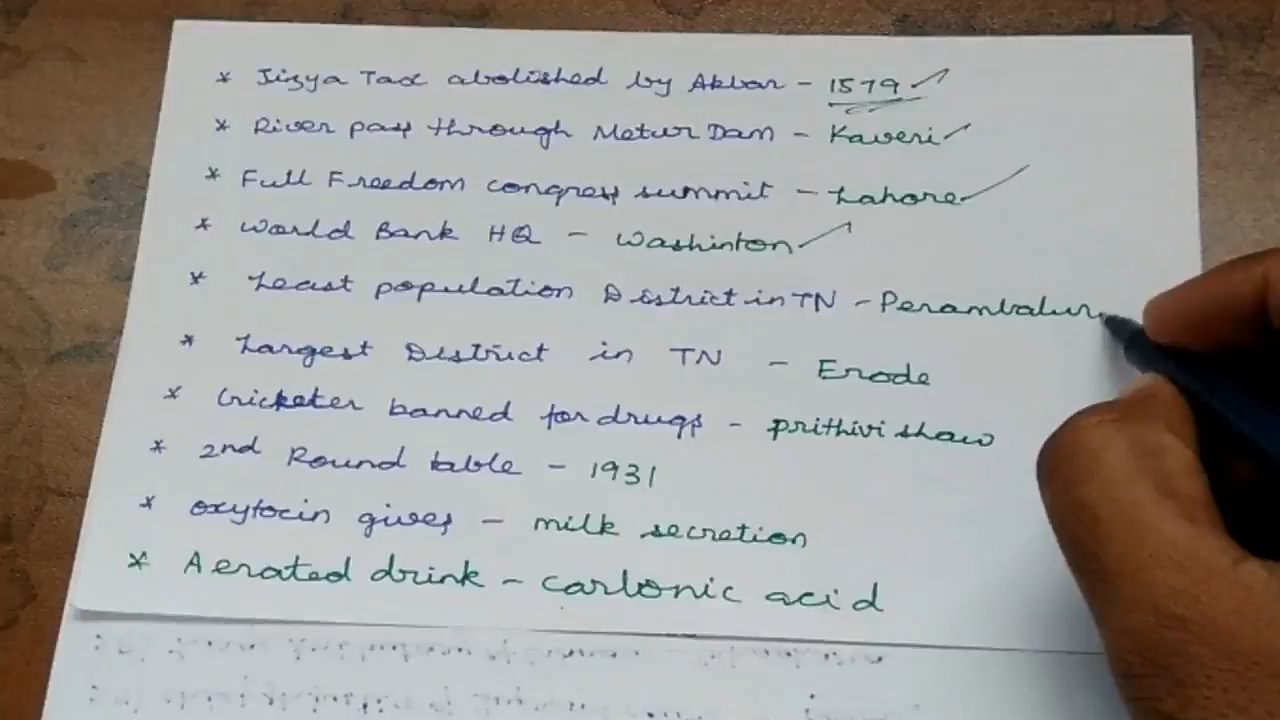 * Jizya Tax abolished by Akbar - 1579
* River pass through Metur Dam - Kaveri
* Full Freedom congress summit - Lahore
* World Bank HQ - Washinton
* Least population District in TN - Perambalur
* Largest District in TN - Erode
* Cricketer banned for drugs - prithivi shaw
* 2nd Round table - 1931
* oxytocin gives - milk secretion
* Aerated drink - carbonic acid